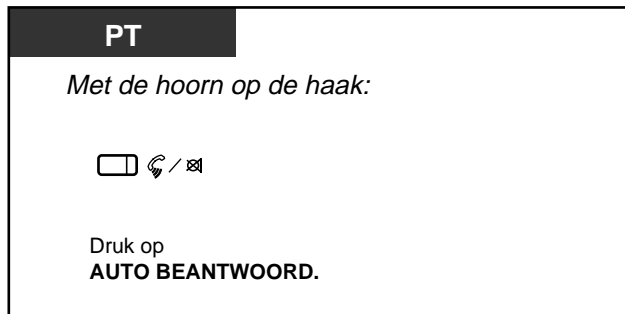 PT
Met de hoorn op de haak:
/
Druk op
AUTO BEANTWOORD.